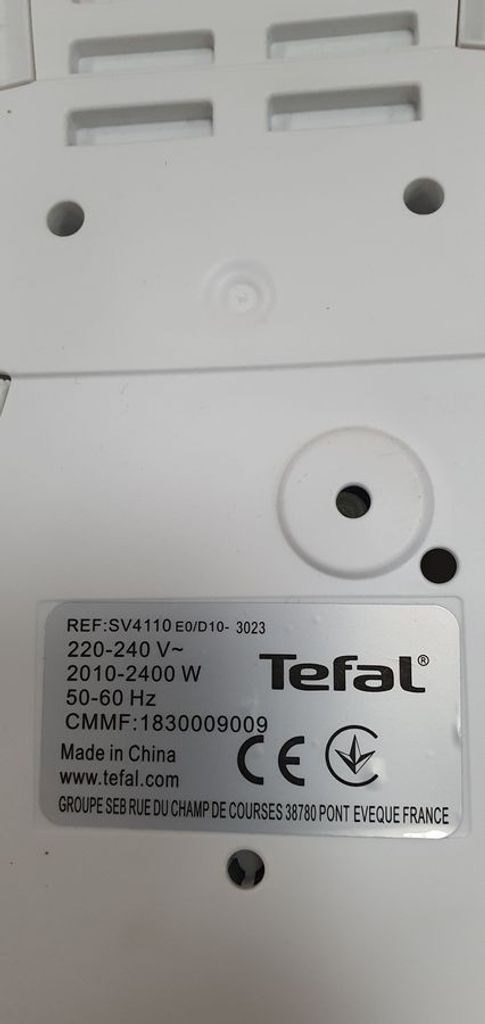 REF:SV4110 E0/D10- 3023
220-240 V~
2010-2400 W
50-60 Hz
Tefal®
CMMF:1830009009
Made in China
www.tefal.com
CE
GROUPE SEB RUE DU CHAMP DE COURSES 38780 PONT EVEQUE FRANCE